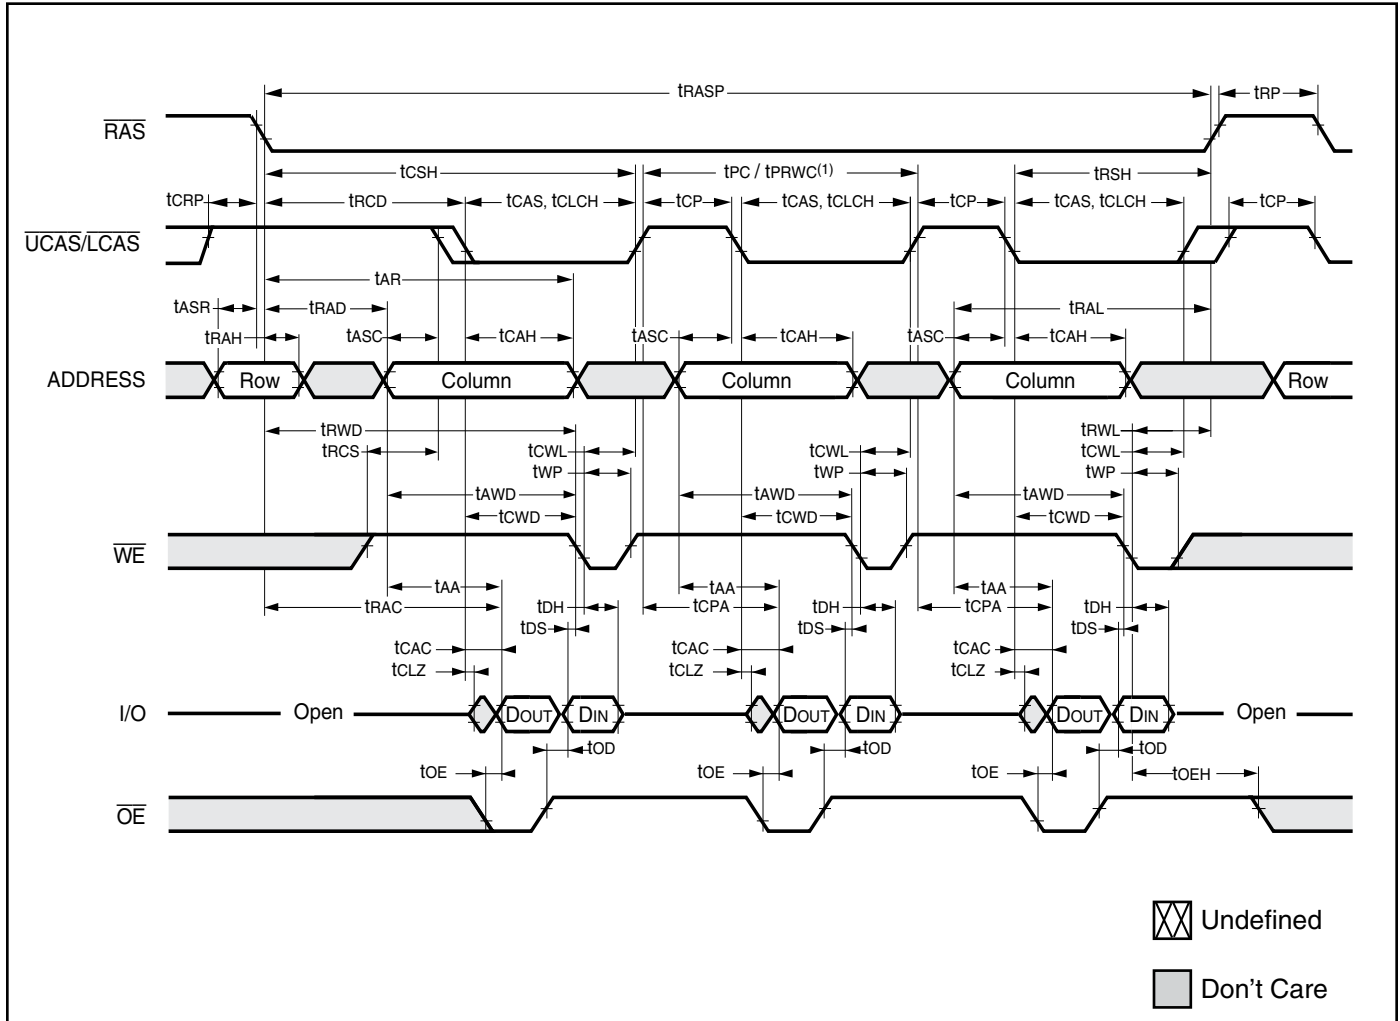 tRASP
tRP
RAS
tCSH
tPC / tPRWC(1)
tRSH
tCRP
tRCD
tCAS, tCLCH
tCP
tCAS, tCLCH
tCP
tCAS, tCLCH
tCP
UCAS/LCAS
tAR
tASR
tRAD
tRAL
tRAH
tASC
tCAH
tASC
tCAH
tASC
tCAH
ADDRESS
Row
Column
Column
Column
Row
tRWD
tRWL
tRCS
tCWL
tCWL
tCWL
tWP
tWP
tWP
tAWD
tAWD
tAWD
tCWD
tCWD
tCWD
WE
tAA
tAA
tAA
tRAC
tDH
tCPA
tDH
tCPA
tDH
tDS
tDS
tDS
tCAC
tCAC
tCAC
tCLZ
tCLZ
tCLZ
I/O
Open
DOUT
DIN
DOUT
DIN
DOUT
DIN
Open
tOD
tOD
tOD
tOE
tOE
tOE
tOEH
OE
Undefined
Don't Care